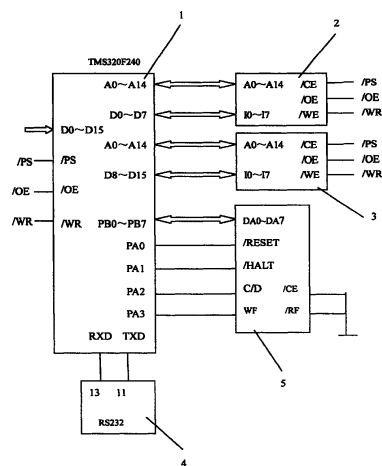 1
2
TMS320F240
A0~A14 A0~A14 /CE /PS
/OE /OE
D0~D7 I0~I7 /WE /WR
D0~D15
A0~A14 A0~A14 /CE /PS
/PS /PS
/OE /OE
D8~D15 I0~I7 /WE /WR
/OE /OE
3
/WR /WR PB0~PB7 DA0~DA7
PA0 /RESET
PA1 /HALT
PA2 C/D /CE
PA3 WF /RF
RXD TXD
5
13 11
RS232
4